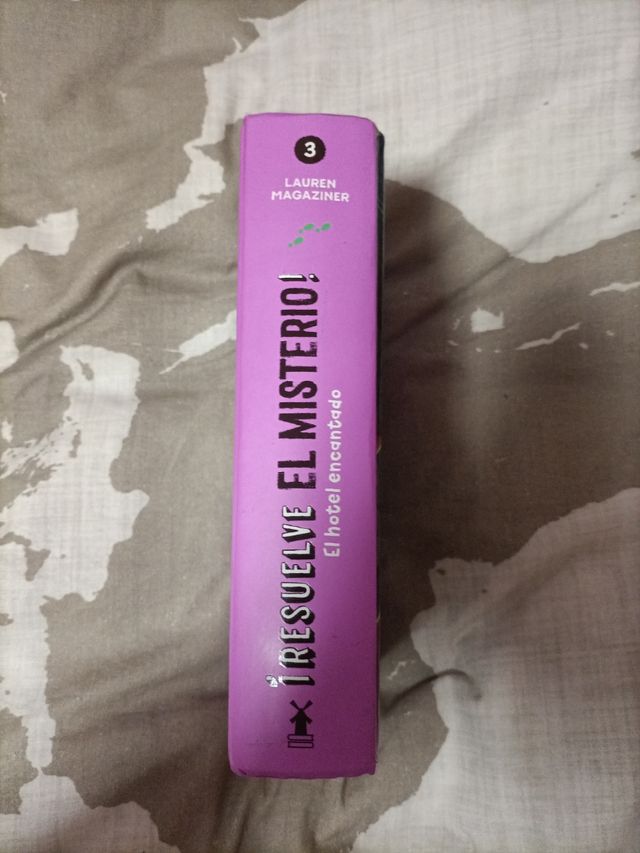 3
LAUREN
MAGAZINER
¡RESUELVE EL MISTERIO!
El hotel encantado